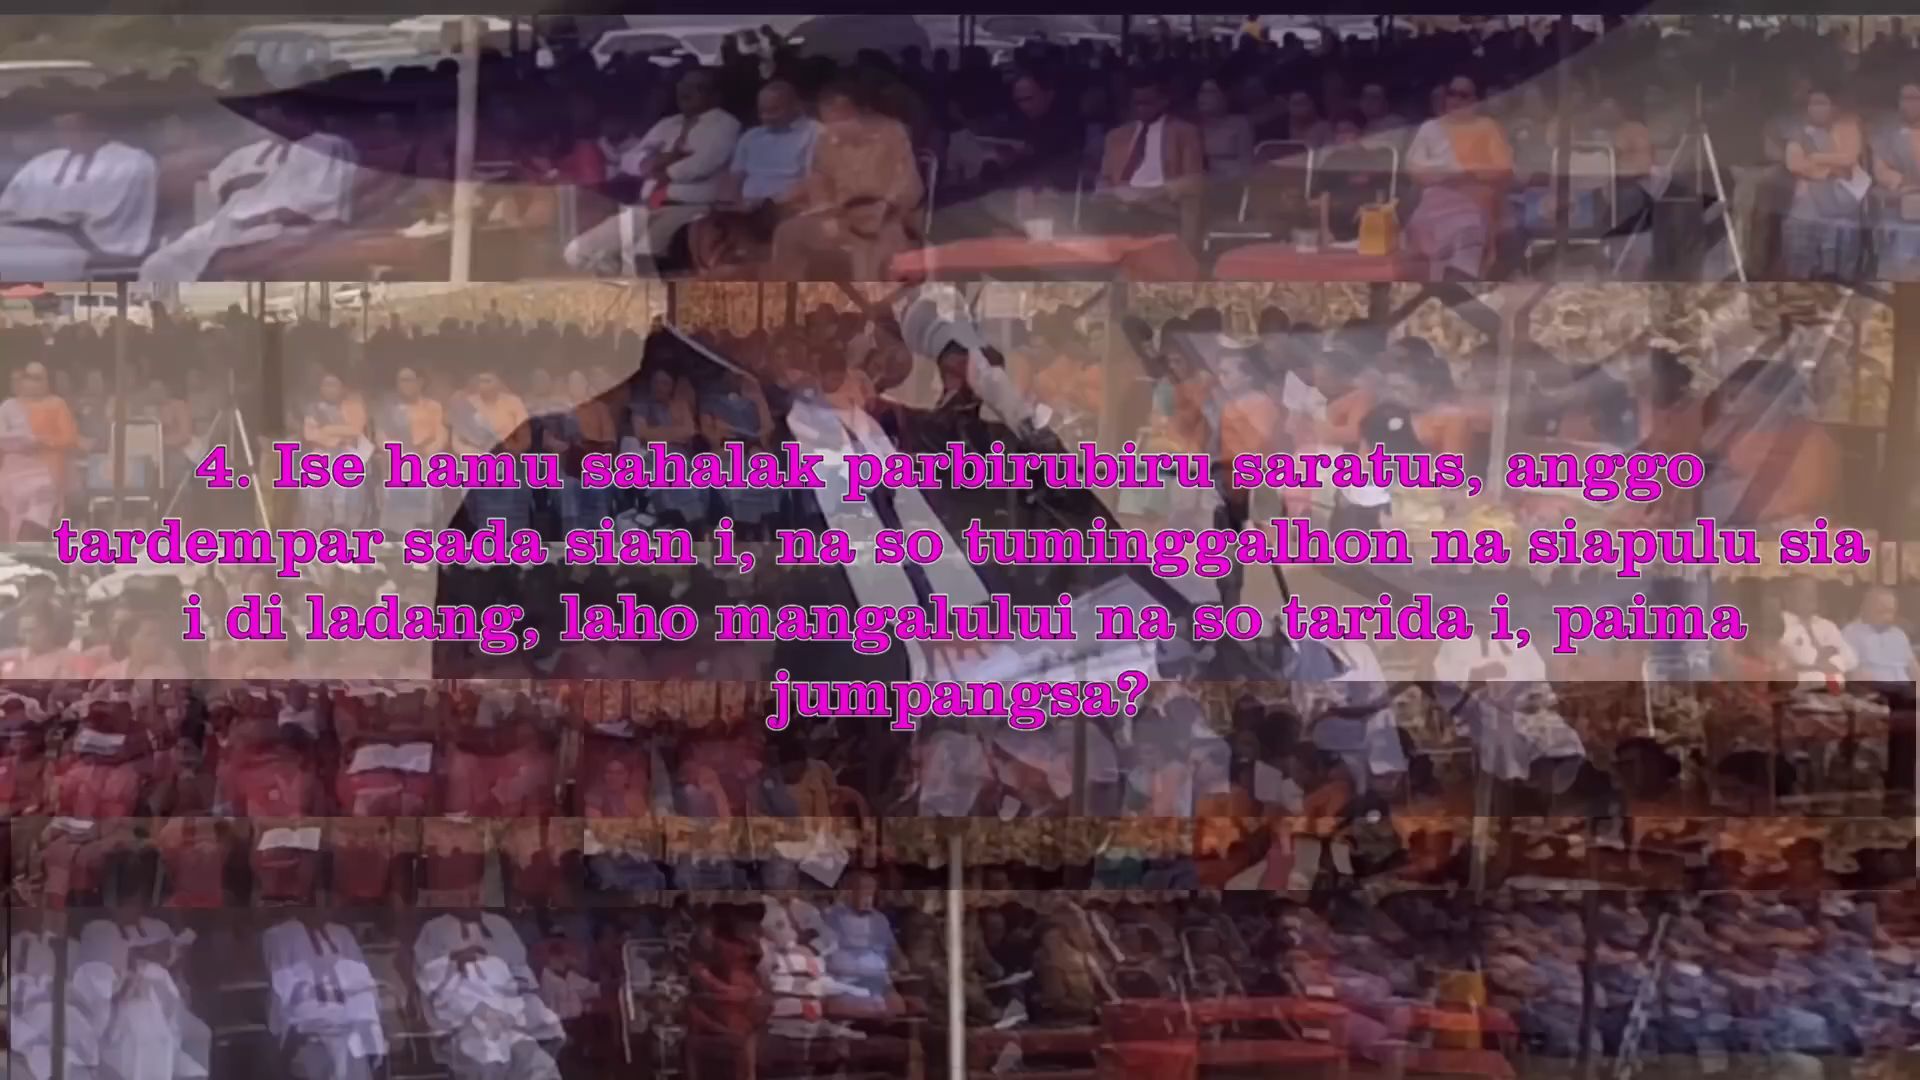 4. Ise hamu sahalak parbirubiru saratus, anggo
tardempar sada sian i, na so tuminggalhon na siapulu sia
i di ladang, laho mangalului na so tarida i, paima
jumpangsa?